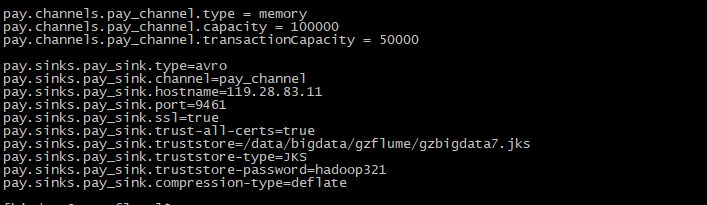 pay.channels.pay_channel.type = memory
pay.channels.pay_channel.capacity = 100000
pay.channels.pay_channel.transactionCapacity = 50000
pay.sinks.pay_sink.type=avro
pay.sinks.pay_sink.channel=pay_channel
pay.sinks.pay_sink.hostname=119.28.83.11
pay.sinks.pay_sink.port=9461
pay.sinks.pay_sink.ssl=true
pay.sinks.pay_sink.trust-all-certs=true
pay.sinks.pay_sink.truststore=/data/bigdata/gzflume/gzbigdata7.jks
pay.sinks.pay_sink.truststore-type=JKS
pay.sinks.pay_sink.truststore-password=hadoop321
pay.sinks.pay_sink.compression-type=deflate